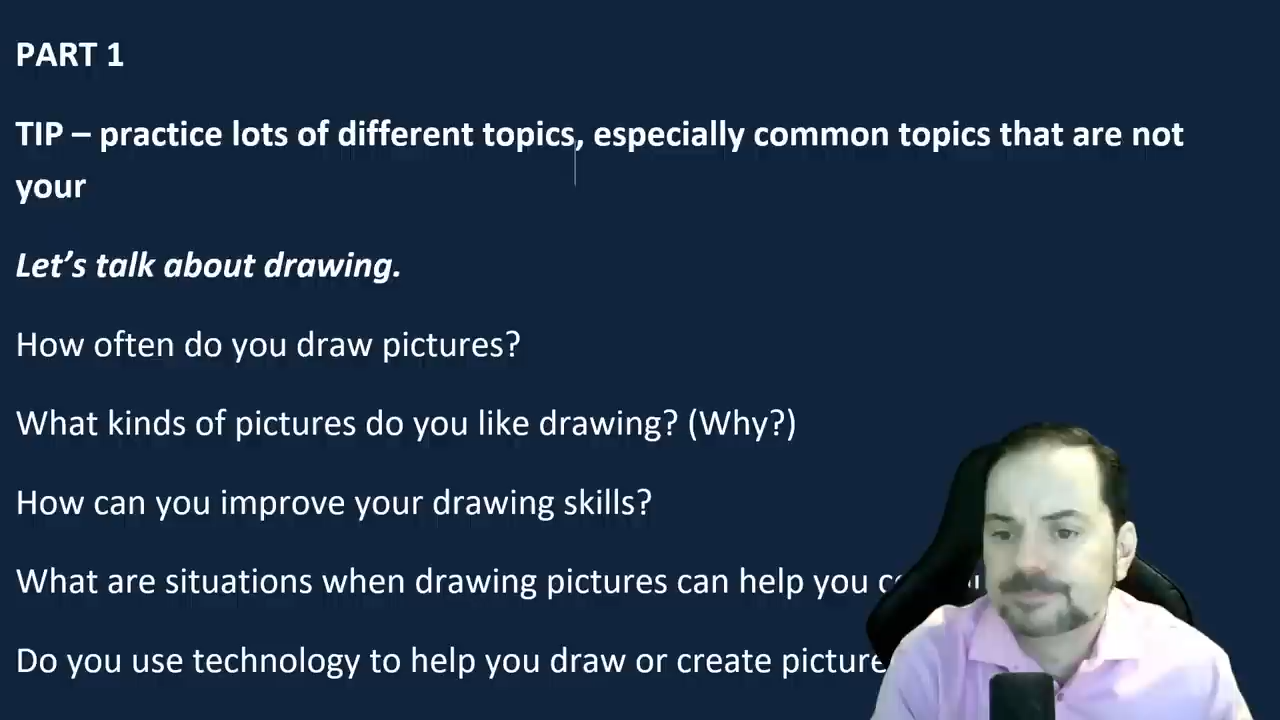 PART 1
TIP – practice lots of different topics, especially common topics that are not
your
Let’s talk about drawing.
How often do you draw pictures?
What kinds of pictures do you like drawing? (Why?)
How can you improve your drawing skills?
What are situations when drawing pictures can help you
Do you use technology to help you draw or create